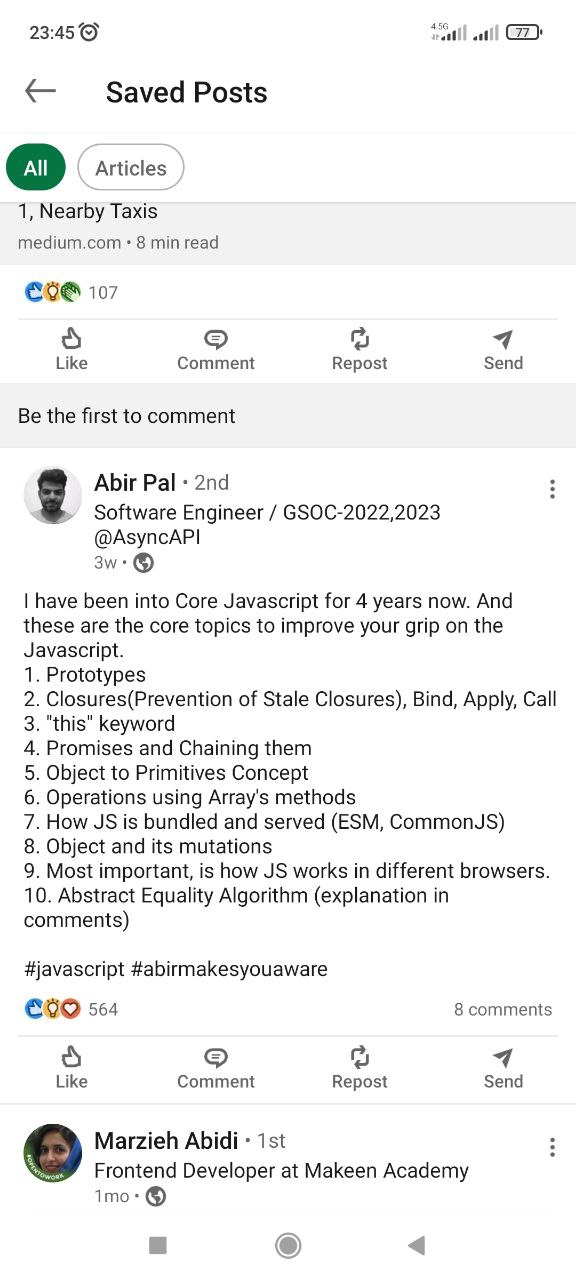 23:45
4.5G
77
Saved Posts
All
Articles
1, Nearby Taxis
medium.com • 8 min read
107
Like
Comment
Repost
Send
Be the first to comment
Abir Pal • 2nd
Software Engineer / GSOC-2022,2023
@AsyncAPI
3w •
I have been into Core Javascript for 4 years now. And
these are the core topics to improve your grip on the
Javascript.
1. Prototypes
2. Closures(Prevention of Stale Closures), Bind, Apply, Call
3. "this" keyword
4. Promises and Chaining them
5. Object to Primitives Concept
6. Operations using Array's methods
7. How JS is bundled and served (ESM, CommonJS)
8. Object and its mutations
9. Most important, is how JS works in different browsers.
10. Abstract Equality Algorithm (explanation in
comments)
#javascript #abirmakesyouaware
564
8 comments
Like
Comment
Repost
Send
Marzieh Abidi • 1st
#OPENTOWORK
Frontend Developer at Makeen Academy
1mo •